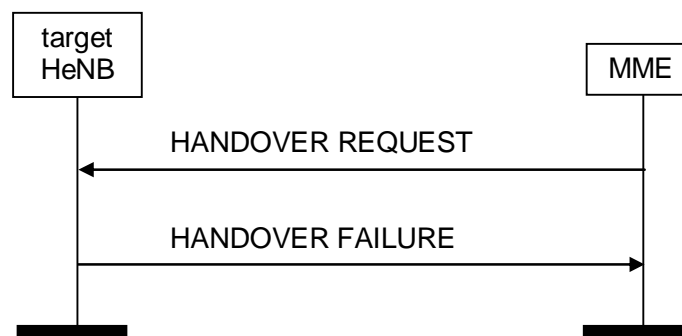 target
HeNB
MME
HANDOVER REQUEST
HANDOVER FAILURE